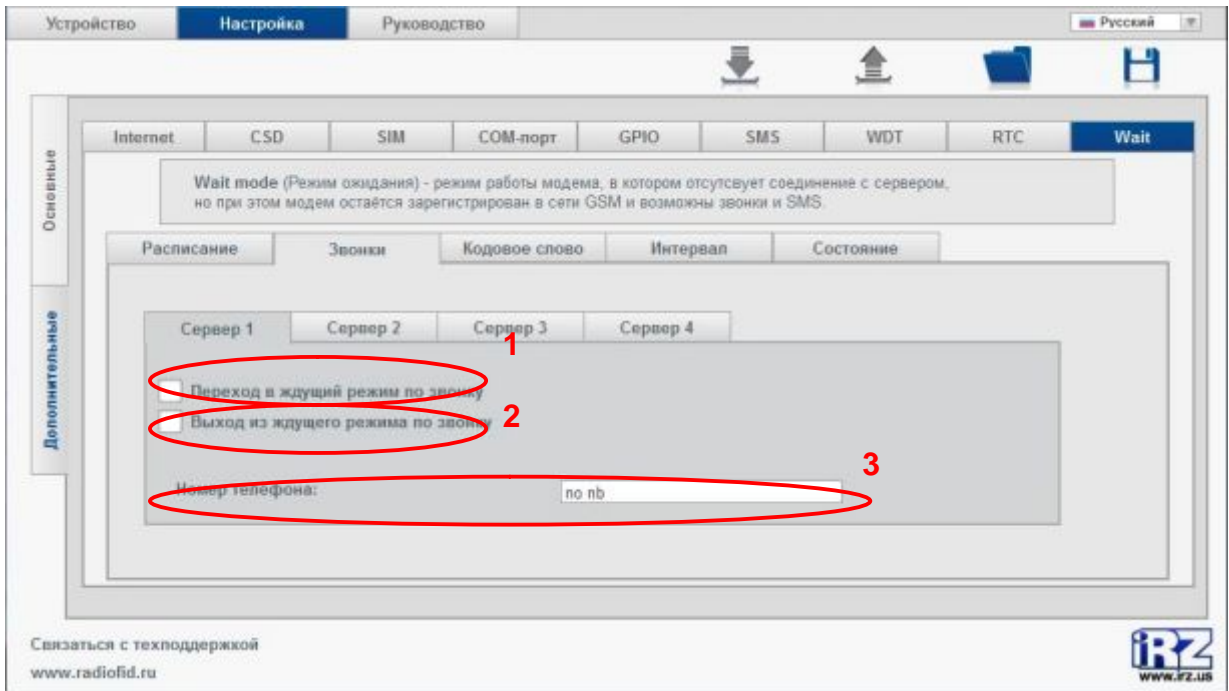 Устройство Настройка Руководство Русский
Internet CSD SIM COM-порт GPIO SMS WDT RTC Wait
Основные
Wait mode (Режим ожидания) - режим работы модема, в котором отсутсвует соединение с сервером,
но при этом модем остаётся зарегистрирован в сети GSM и возможны звонки и SMS.
Расписание Звонки Кодовое слово Интервал Состояние
Дополнительные
Сервер 1 Сервер 2 Сервер 3 Сервер 4
1
Переход в ждущий режим по звонку
Выход из ждущего режима по звонку 2
3
Номер телефона: no nb
Связаться с техподдержкой
www.radiofid.ru
iRZ
www.irz.us